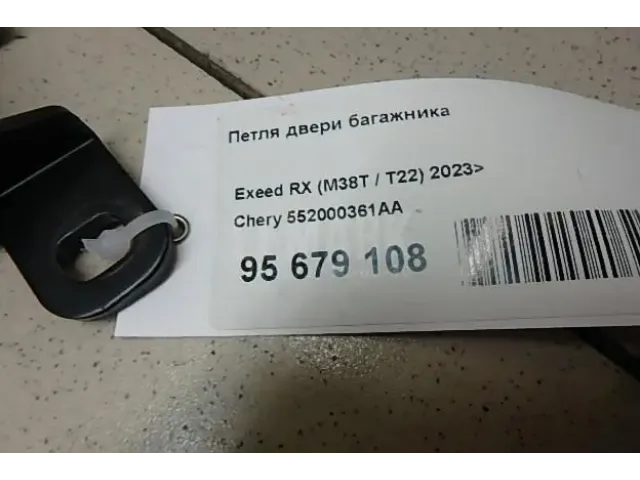 Петля двери багажника
Exeed RX (M38T / T22) 2023>
Chery 552000361AA
95 679 108